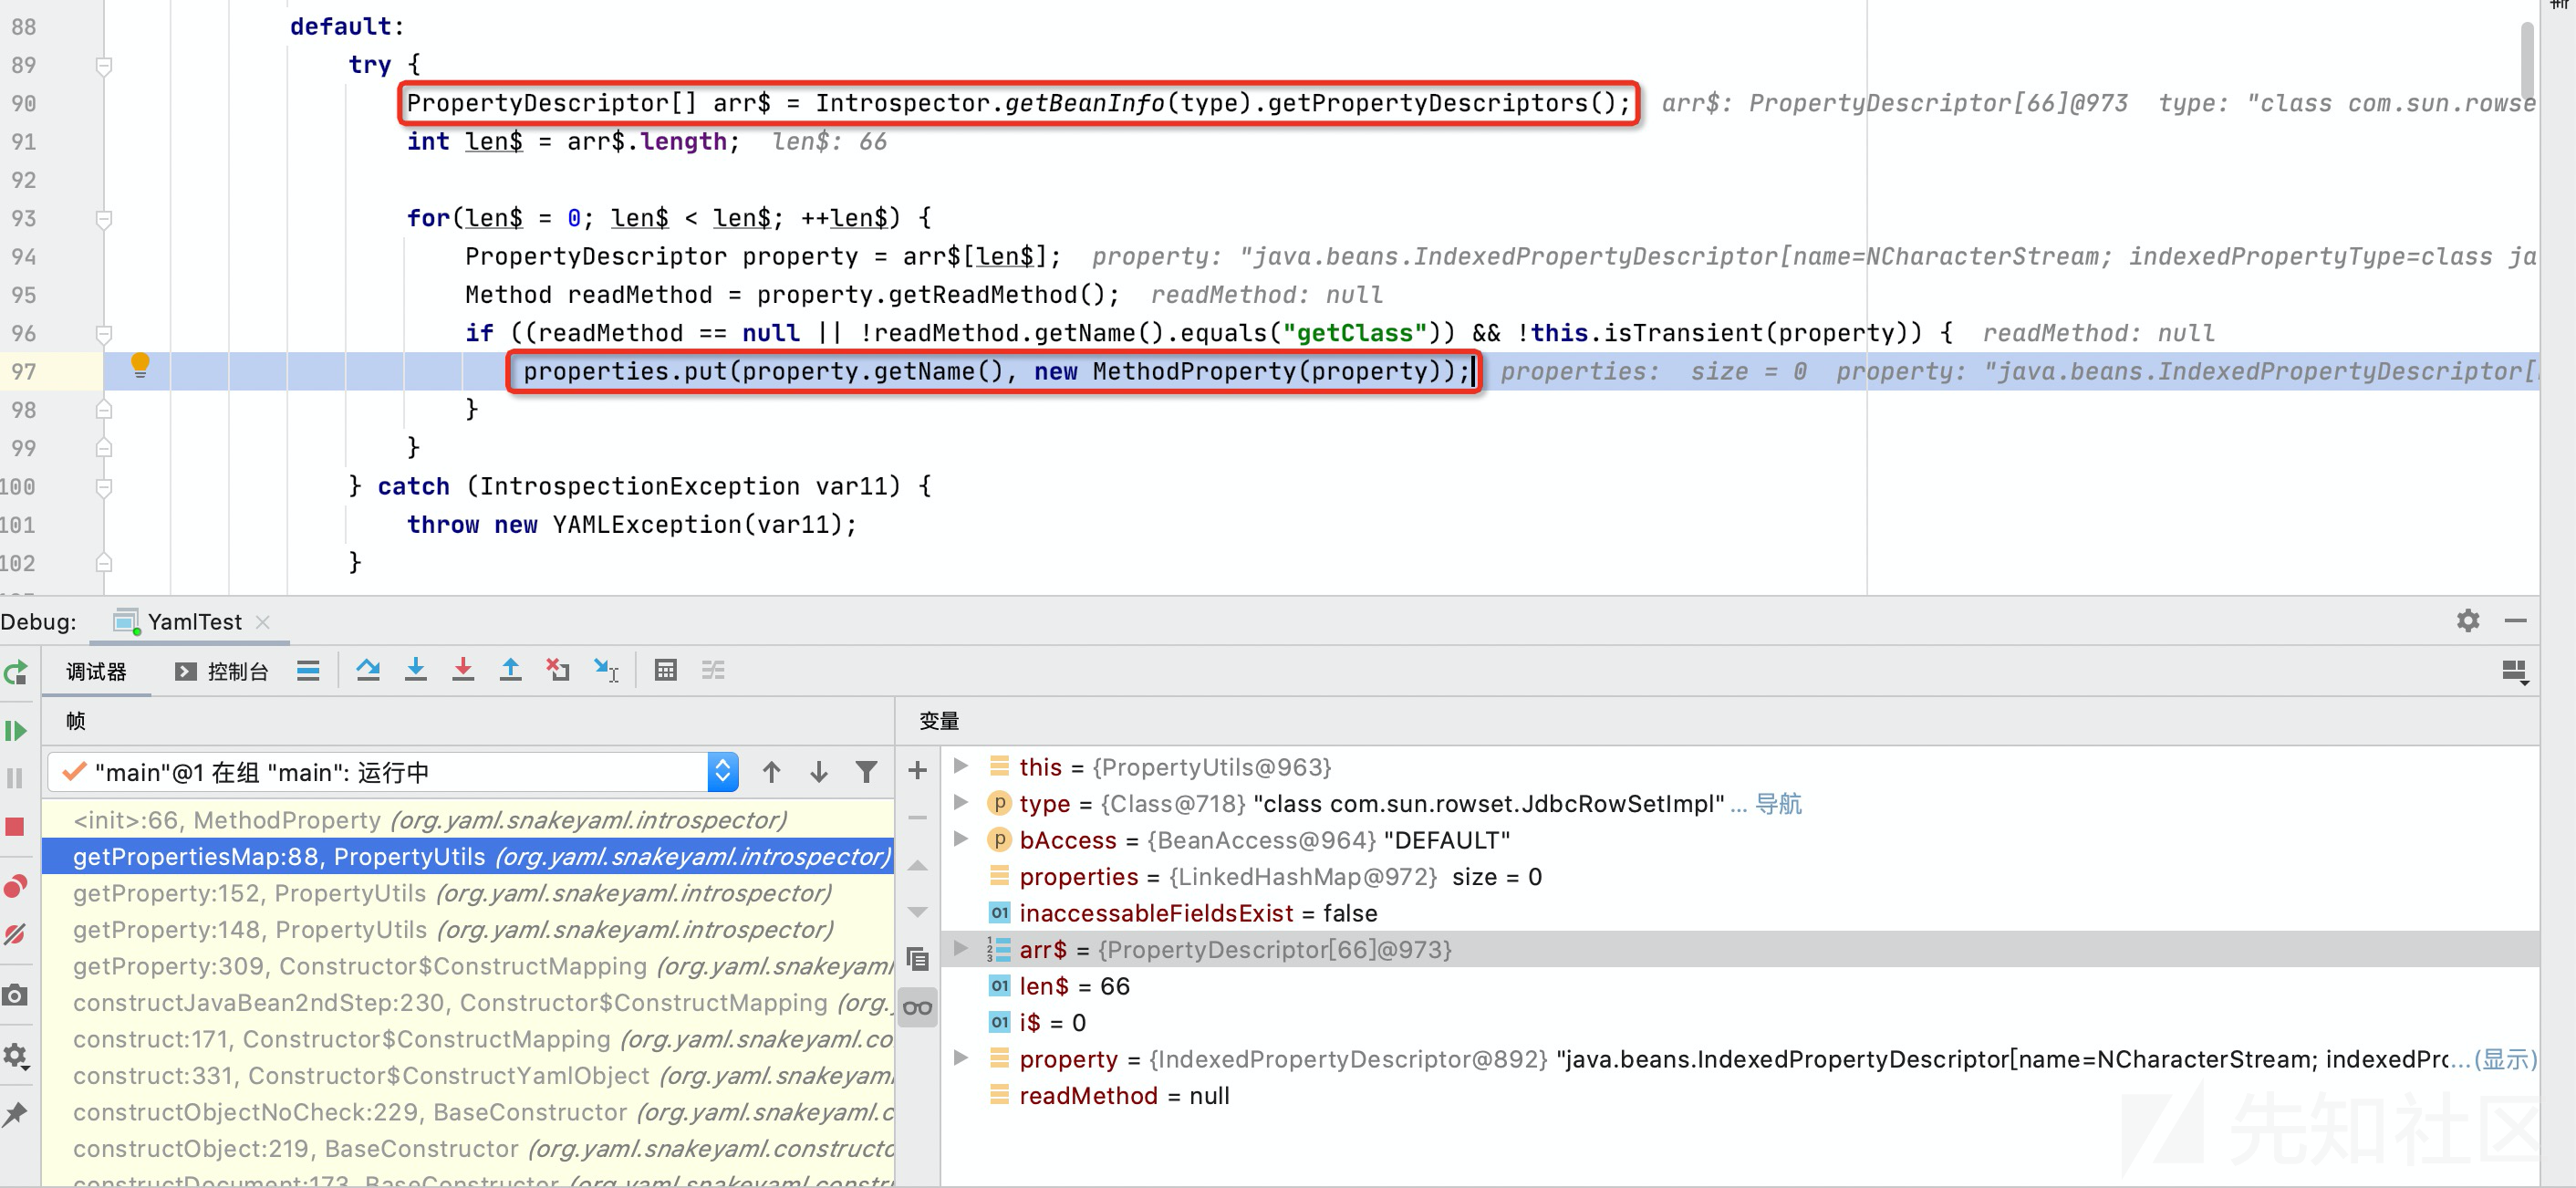 88 default:
89 try {
90 PropertyDescriptor[] arr$ = Introspector.getBeanInfo(type).getPropertyDescriptors(); arr$: PropertyDescriptor[66]@973 type: "class com.sun.rowse
91 int len$ = arr$.length; len$: 66
92
93 for(len$ = 0; len$ < len$; ++len$) {
94 PropertyDescriptor property = arr$[len$]; property: "java.beans.IndexedPropertyDescriptor[name=NCharacterStream; indexedPropertyType=class ja
95 Method readMethod = property.getReadMethod(); readMethod: null
96 if ((readMethod == null || !readMethod.getName().equals("getClass")) && !this.isTransient(property)) { readMethod: null
97 properties.put(property.getName(), new MethodProperty(property)); properties: size = 0 property: "java.beans.IndexedPropertyDescriptor[
98 }
99 }
100 } catch (IntrospectionException var11) {
101 throw new YAMLException(var11);
102 }
Debug: YamlTest
调试器 控制台
帧
"main"@1 在组 "main": 运行中
<init>:66, MethodProperty (org.yaml.snakeyaml.introspector)
getPropertiesMap:88, PropertyUtils (org.yaml.snakeyaml.introspector)
getProperty:152, PropertyUtils (org.yaml.snakeyaml.introspector)
getProperty:148, PropertyUtils (org.yaml.snakeyaml.introspector)
getProperty:309, Constructor$ConstructMapping (org.yaml.snakeyaml
constructJavaBean2ndStep:230, Constructor$ConstructMapping (org.
construct:171, Constructor$ConstructMapping (org.yaml.snakeyaml.co
construct:331, Constructor$ConstructYamlObject (org.yaml.snakeyaml
constructObjectNoCheck:229, BaseConstructor (org.yaml.snakeyaml.c
constructObject:219, BaseConstructor (org.yaml.snakeyaml.constructo
constructDocument:173, BaseConstructor (org.yaml.snakeyaml.constr
变量
this = {PropertyUtils@963}
type = {Class@718} "class com.sun.rowset.JdbcRowSetImpl" ... 导航
bAccess = {BeanAccess@964} "DEFAULT"
properties = {LinkedHashMap@972} size = 0
inaccessableFieldsExist = false
arr$ = {PropertyDescriptor[66]@973}
len$ = 66
i$ = 0
property = {IndexedPropertyDescriptor@892} "java.beans.IndexedPropertyDescriptor[name=NCharacterStream; indexedPrc...(显示)
readMethod = null
先知社区